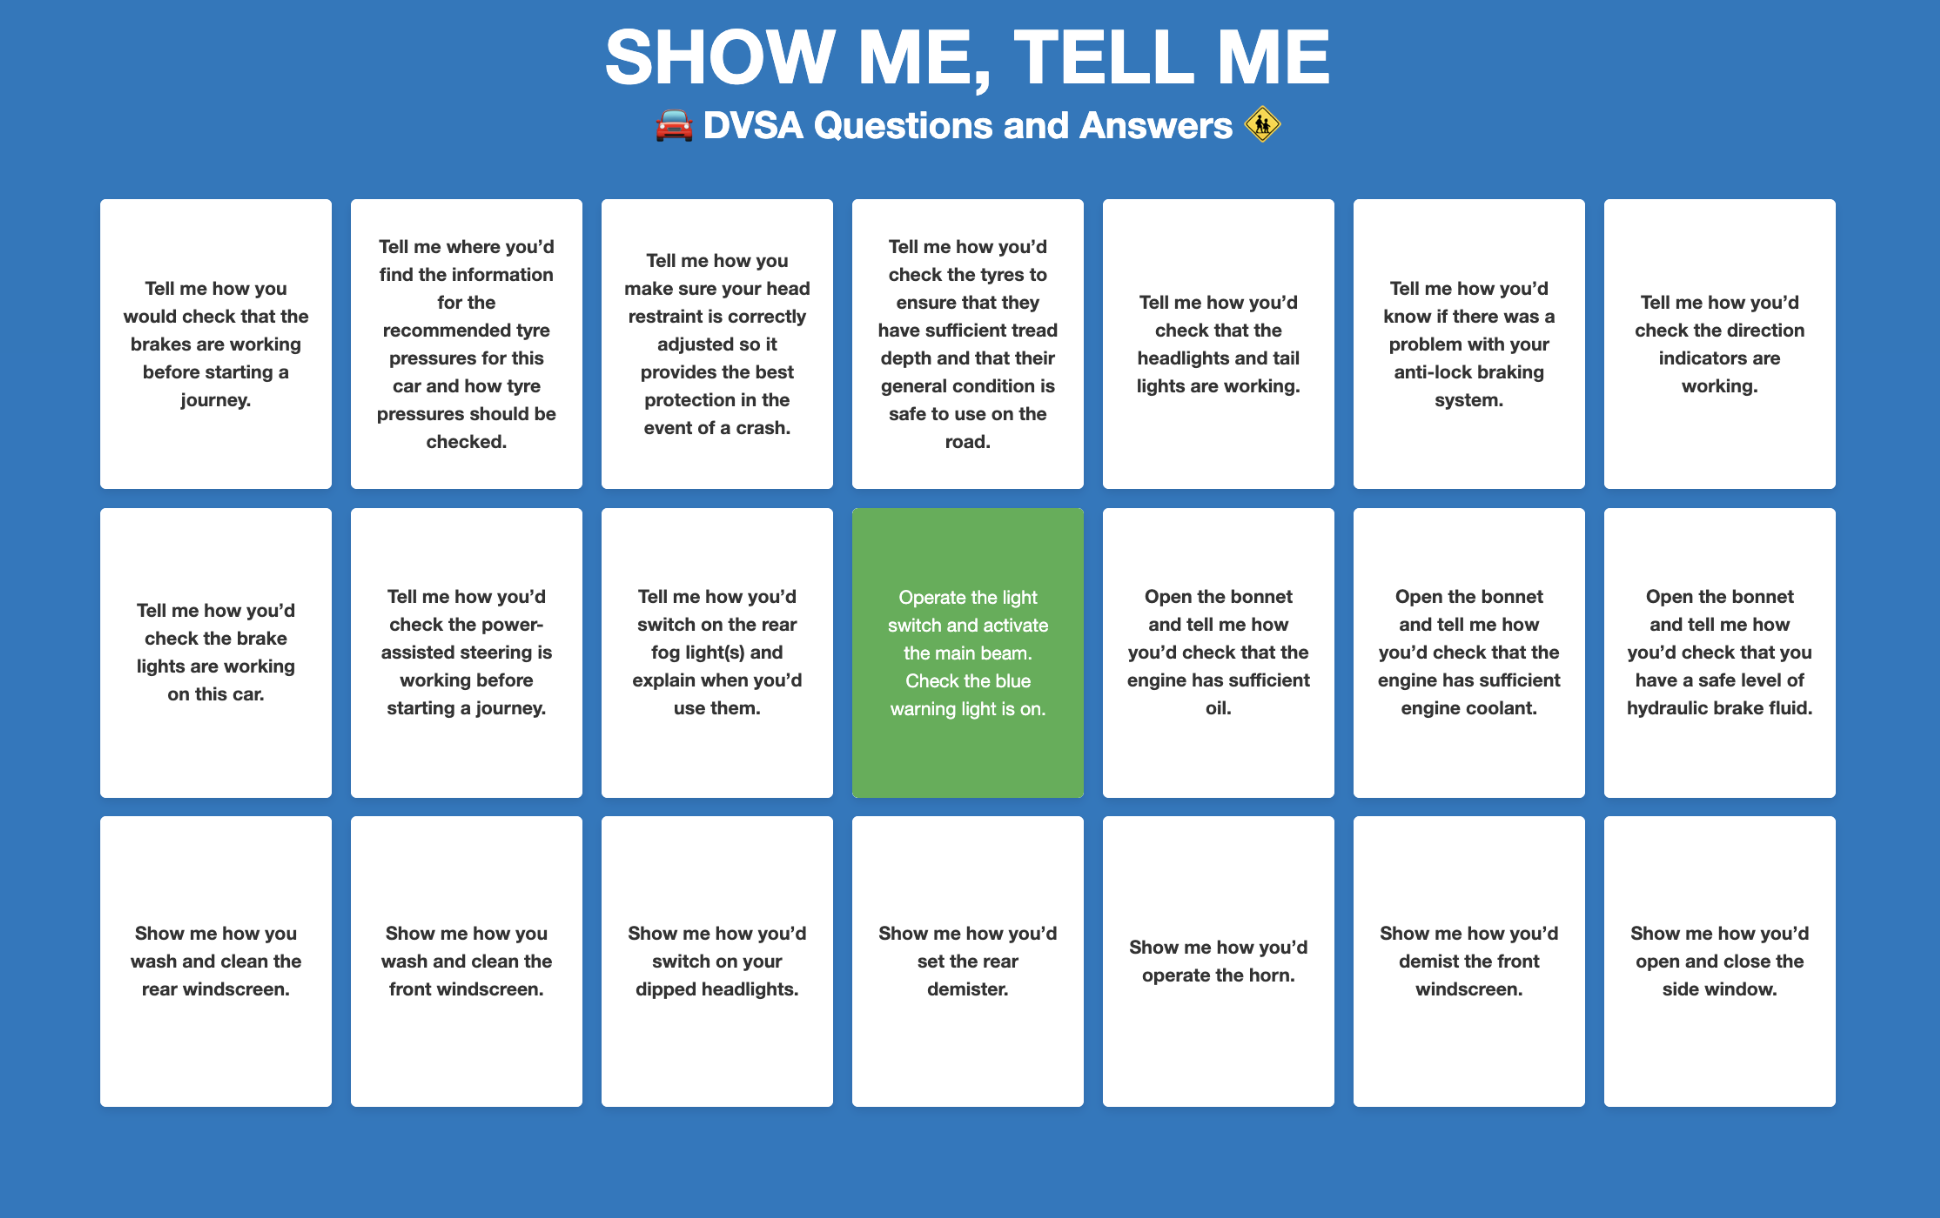 SHOW ME, TELL ME
🚘 DVSA Questions and Answers 🚸
Tell me how you
would check that the
brakes are working
before starting a
journey.
Tell me where you’d
find the information
for the
recommended tyre
pressures for this
car and how tyre
pressures should be
checked.
Tell me how you
make sure your head
restraint is correctly
adjusted so it
provides the best
protection in the
event of a crash.
Tell me how you’d
check the tyres to
ensure that they
have sufficient tread
depth and that their
general condition is
safe to use on the
road.
Tell me how you’d
check that the
headlights and tail
lights are working.
Tell me how you’d
know if there was a
problem with your
anti-lock braking
system.
Tell me how you’d
check the direction
indicators are
working.
Tell me how you’d
check the brake
lights are working
on this car.
Tell me how you’d
check the power-
assisted steering is
working before
starting a journey.
Tell me how you’d
switch on the rear
fog light(s) and
explain when you’d
use them.
Operate the light
switch and activate
the main beam.
Check the blue
warning light is on.
Open the bonnet
and tell me how
you’d check that the
engine has sufficient
oil.
Open the bonnet
and tell me how
you’d check that the
engine has sufficient
engine coolant.
Open the bonnet
and tell me how
you’d check that you
have a safe level of
hydraulic brake fluid.
Show me how you
wash and clean the
rear windscreen.
Show me how you
wash and clean the
front windscreen.
Show me how you’d
switch on your
dipped headlights.
Show me how you’d
set the rear
demister.
Show me how you’d
operate the horn.
Show me how you’d
demist the front
windscreen.
Show me how you’d
open and close the
side window.